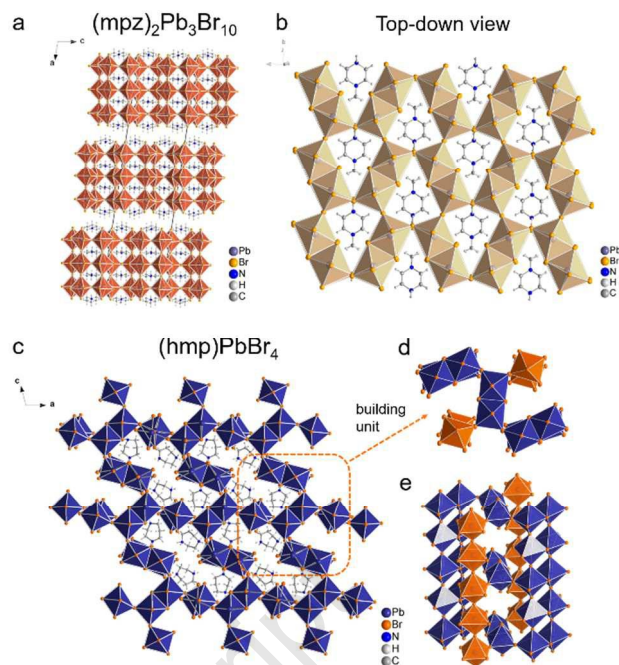 a
(mpz)2Pb3Br10
c
a
Pb
Br
N
H
C
b
Top-down view
Pb
Br
N
H
C
c
(hmp)PbBr4
c
a
building
unit
Pb
Br
N
H
C
d
e